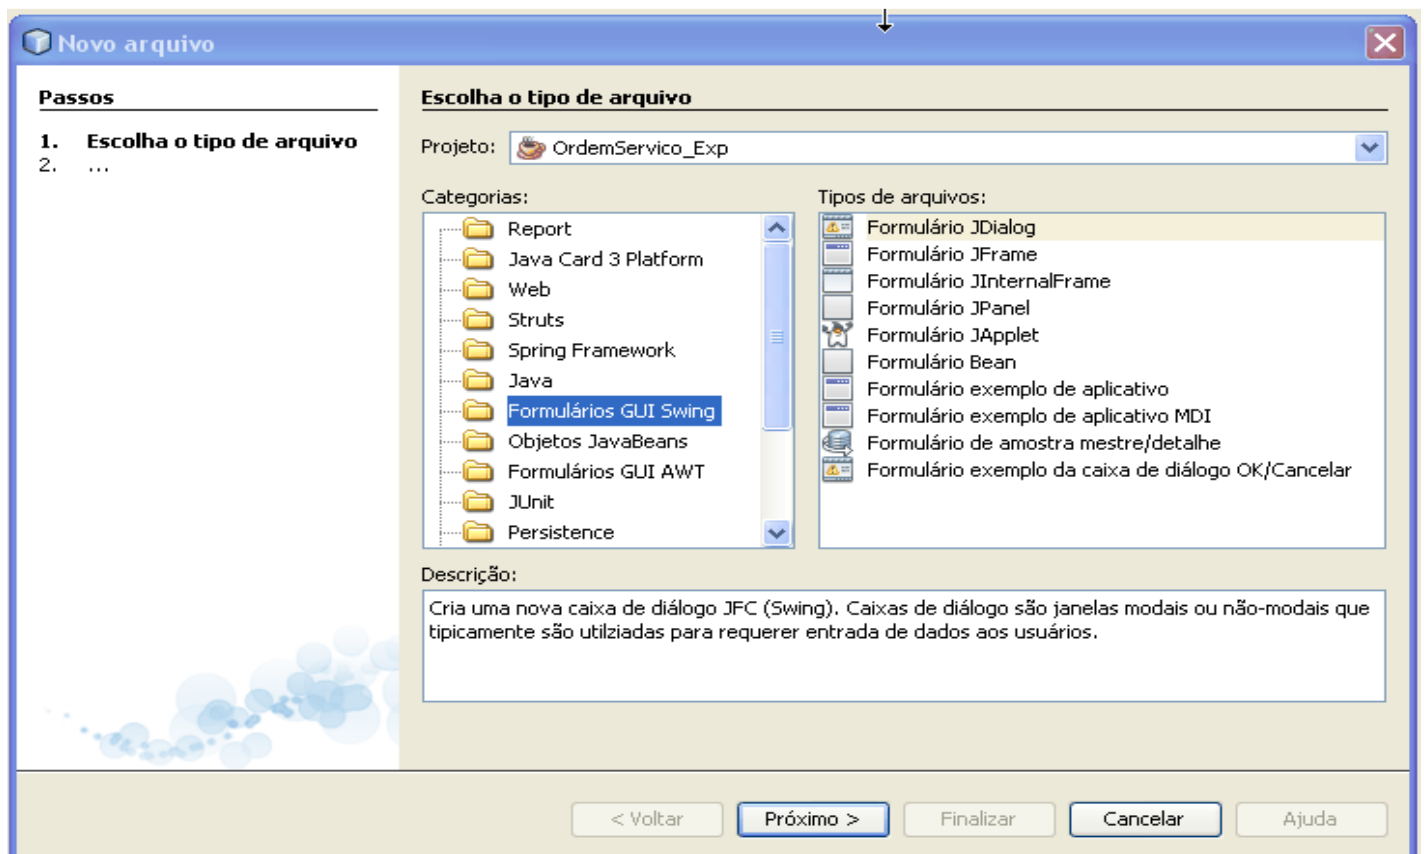 Novo arquivo
Passos
1. Escolha o tipo de arquivo
2. ...
Escolha o tipo de arquivo
Projeto: OrdemServico_Exp
Categorias:
Report
Java Card 3 Platform
Web
Struts
Spring Framework
Java
Formulários GUI Swing
Objetos JavaBeans
Formulários GUI AWT
JUnit
Persistence
Tipos de arquivos:
Formulário JDialog
Formulário JFrame
Formulário JInternalFrame
Formulário JPanel
Formulário JApplet
Formulário Bean
Formulário exemplo de aplicativo
Formulário exemplo de aplicativo MDI
Formulário de amostra mestre/detalhe
Formulário exemplo da caixa de diálogo OK/Cancelar
Descrição:
Cria uma nova caixa de diálogo JFC (Swing). Caixas de diálogo são janelas modais ou não-modais que
tipicamente são utilziadas para requerer entrada de dados aos usuários.
< Voltar
Próximo >
Finalizar
Cancelar
Ajuda